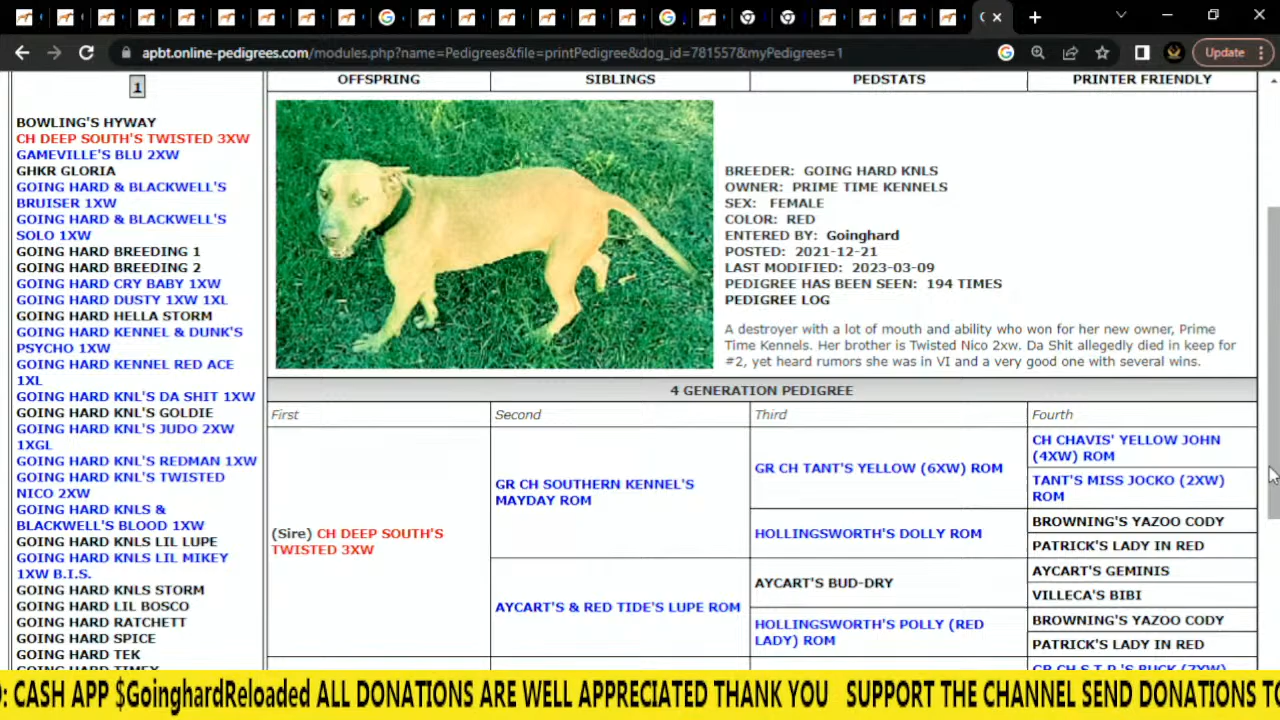 Update
apbt.online-pedigrees.com/modules.php?name=Pedigrees&file=printPedigree&dog_id=781557&myPedigrees=1
OFFSPRING
SIBLINGS
PEDSTATS
PRINTER FRIENDLY
1
BOWLING'S HYWAY
CH DEEP SOUTH'S TWISTED 3XW
GAMEVILLE'S BLU 2XW
GHKR GLORIA
GOING HARD & BLACKWELL'S
BRUISER 1XW
GOING HARD & BLACKWELL'S
SOLO 1XW
GOING HARD BREEDING 1
GOING HARD BREEDING 2
GOING HARD CRY BABY 1XW
GOING HARD DUSTY 1XW 1XL
GOING HARD HELLA STORM
GOING HARD KENNEL & DUNK'S
PSYCHO 1XW
GOING HARD KENNEL RED ACE
1XL
GOING HARD KNL'S DA SHIT 1XW
GOING HARD KNL'S GOLDIE
GOING HARD KNL'S JUDO 2XW
1XGL
GOING HARD KNL'S REDMAN 1XW
GOING HARD KNL'S TWISTED
NICO 2XW
GOING HARD KNLS &
BLACKWELL'S BLOOD 1XW
GOING HARD KNLS LIL LUPE
GOING HARD KNLS LIL MIKEY
1XW B.I.S.
GOING HARD KNLS STORM
GOING HARD LIL BOSCO
GOING HARD RATCHETT
GOING HARD SPICE
GOING HARD TEK
GOING HARD TIMEX
BREEDER: GOING HARD KNLS
OWNER: PRIME TIME KENNELS
SEX: FEMALE
COLOR: RED
ENTERED BY: Goinghard
POSTED: 2021-12-21
LAST MODIFIED: 2023-03-09
PEDIGREE HAS BEEN SEEN: 194 TIMES
PEDIGREE LOG
A destroyer with a lot of mouth and ability who won for her new owner, Prime
Time Kennels. Her brother is Twisted Nico 2xw. Da Shit allegedly died in keep for
#2, yet heard rumors she was in VI and a very good one with several wins.
4 GENERATION PEDIGREE
First
Second
Third
Fourth
(Sire) CH DEEP SOUTH'S
TWISTED 3XW
GR CH SOUTHERN KENNEL'S
MAYDAY ROM
AYCART'S & RED TIDE'S LUPE ROM
GR CH TANT'S YELLOW (6XW) ROM
HOLLINGSWORTH'S DOLLY ROM
AYCART'S BUD-DRY
HOLLINGSWORTH'S POLLY (RED
LADY) ROM
CH CHAVIS' YELLOW JOHN
(4XW) ROM
TANT'S MISS JOCKO (2XW)
ROM
BROWNING'S YAZOO CODY
PATRICK'S LADY IN RED
AYCART'S GEMINIS
VILLECA'S BIBI
BROWNING'S YAZOO CODY
PATRICK'S LADY IN RED
GR CH S.T.P.'S BUCK (7XW)
: CASH APP $GoinghardReloaded ALL DONATIONS ARE WELL APPRECIATED THANK YOU SUPPORT THE CHANNEL SEND DONATIONS TO